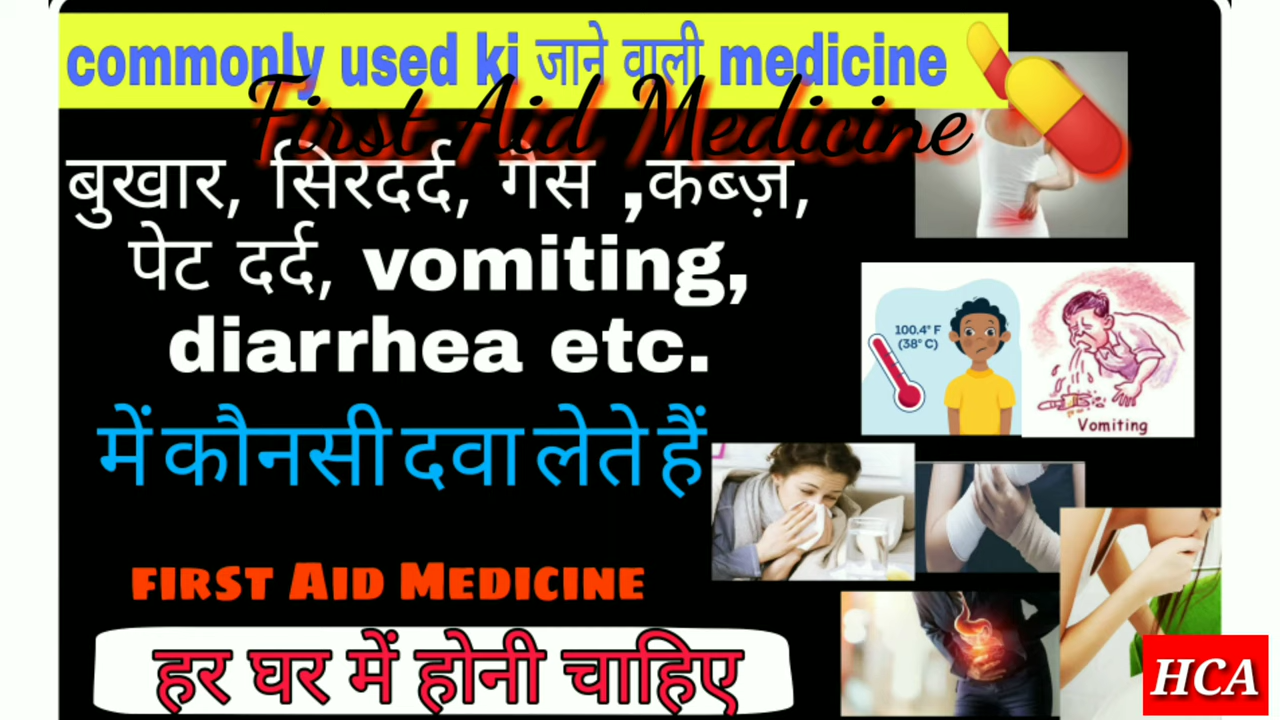 commonly used ki जाने वाली medicine
First Aid Medicine
बुखार, सिरदर्द, गैस ,कब्ज़,
पेट दर्द, vomiting,
diarrhea etc.
में कौनसी दवा लेते हैं
100.4° F
(38° C)
Vomiting
FIRST AID MEDICINE
हर घर में होनी चाहिए
HCA